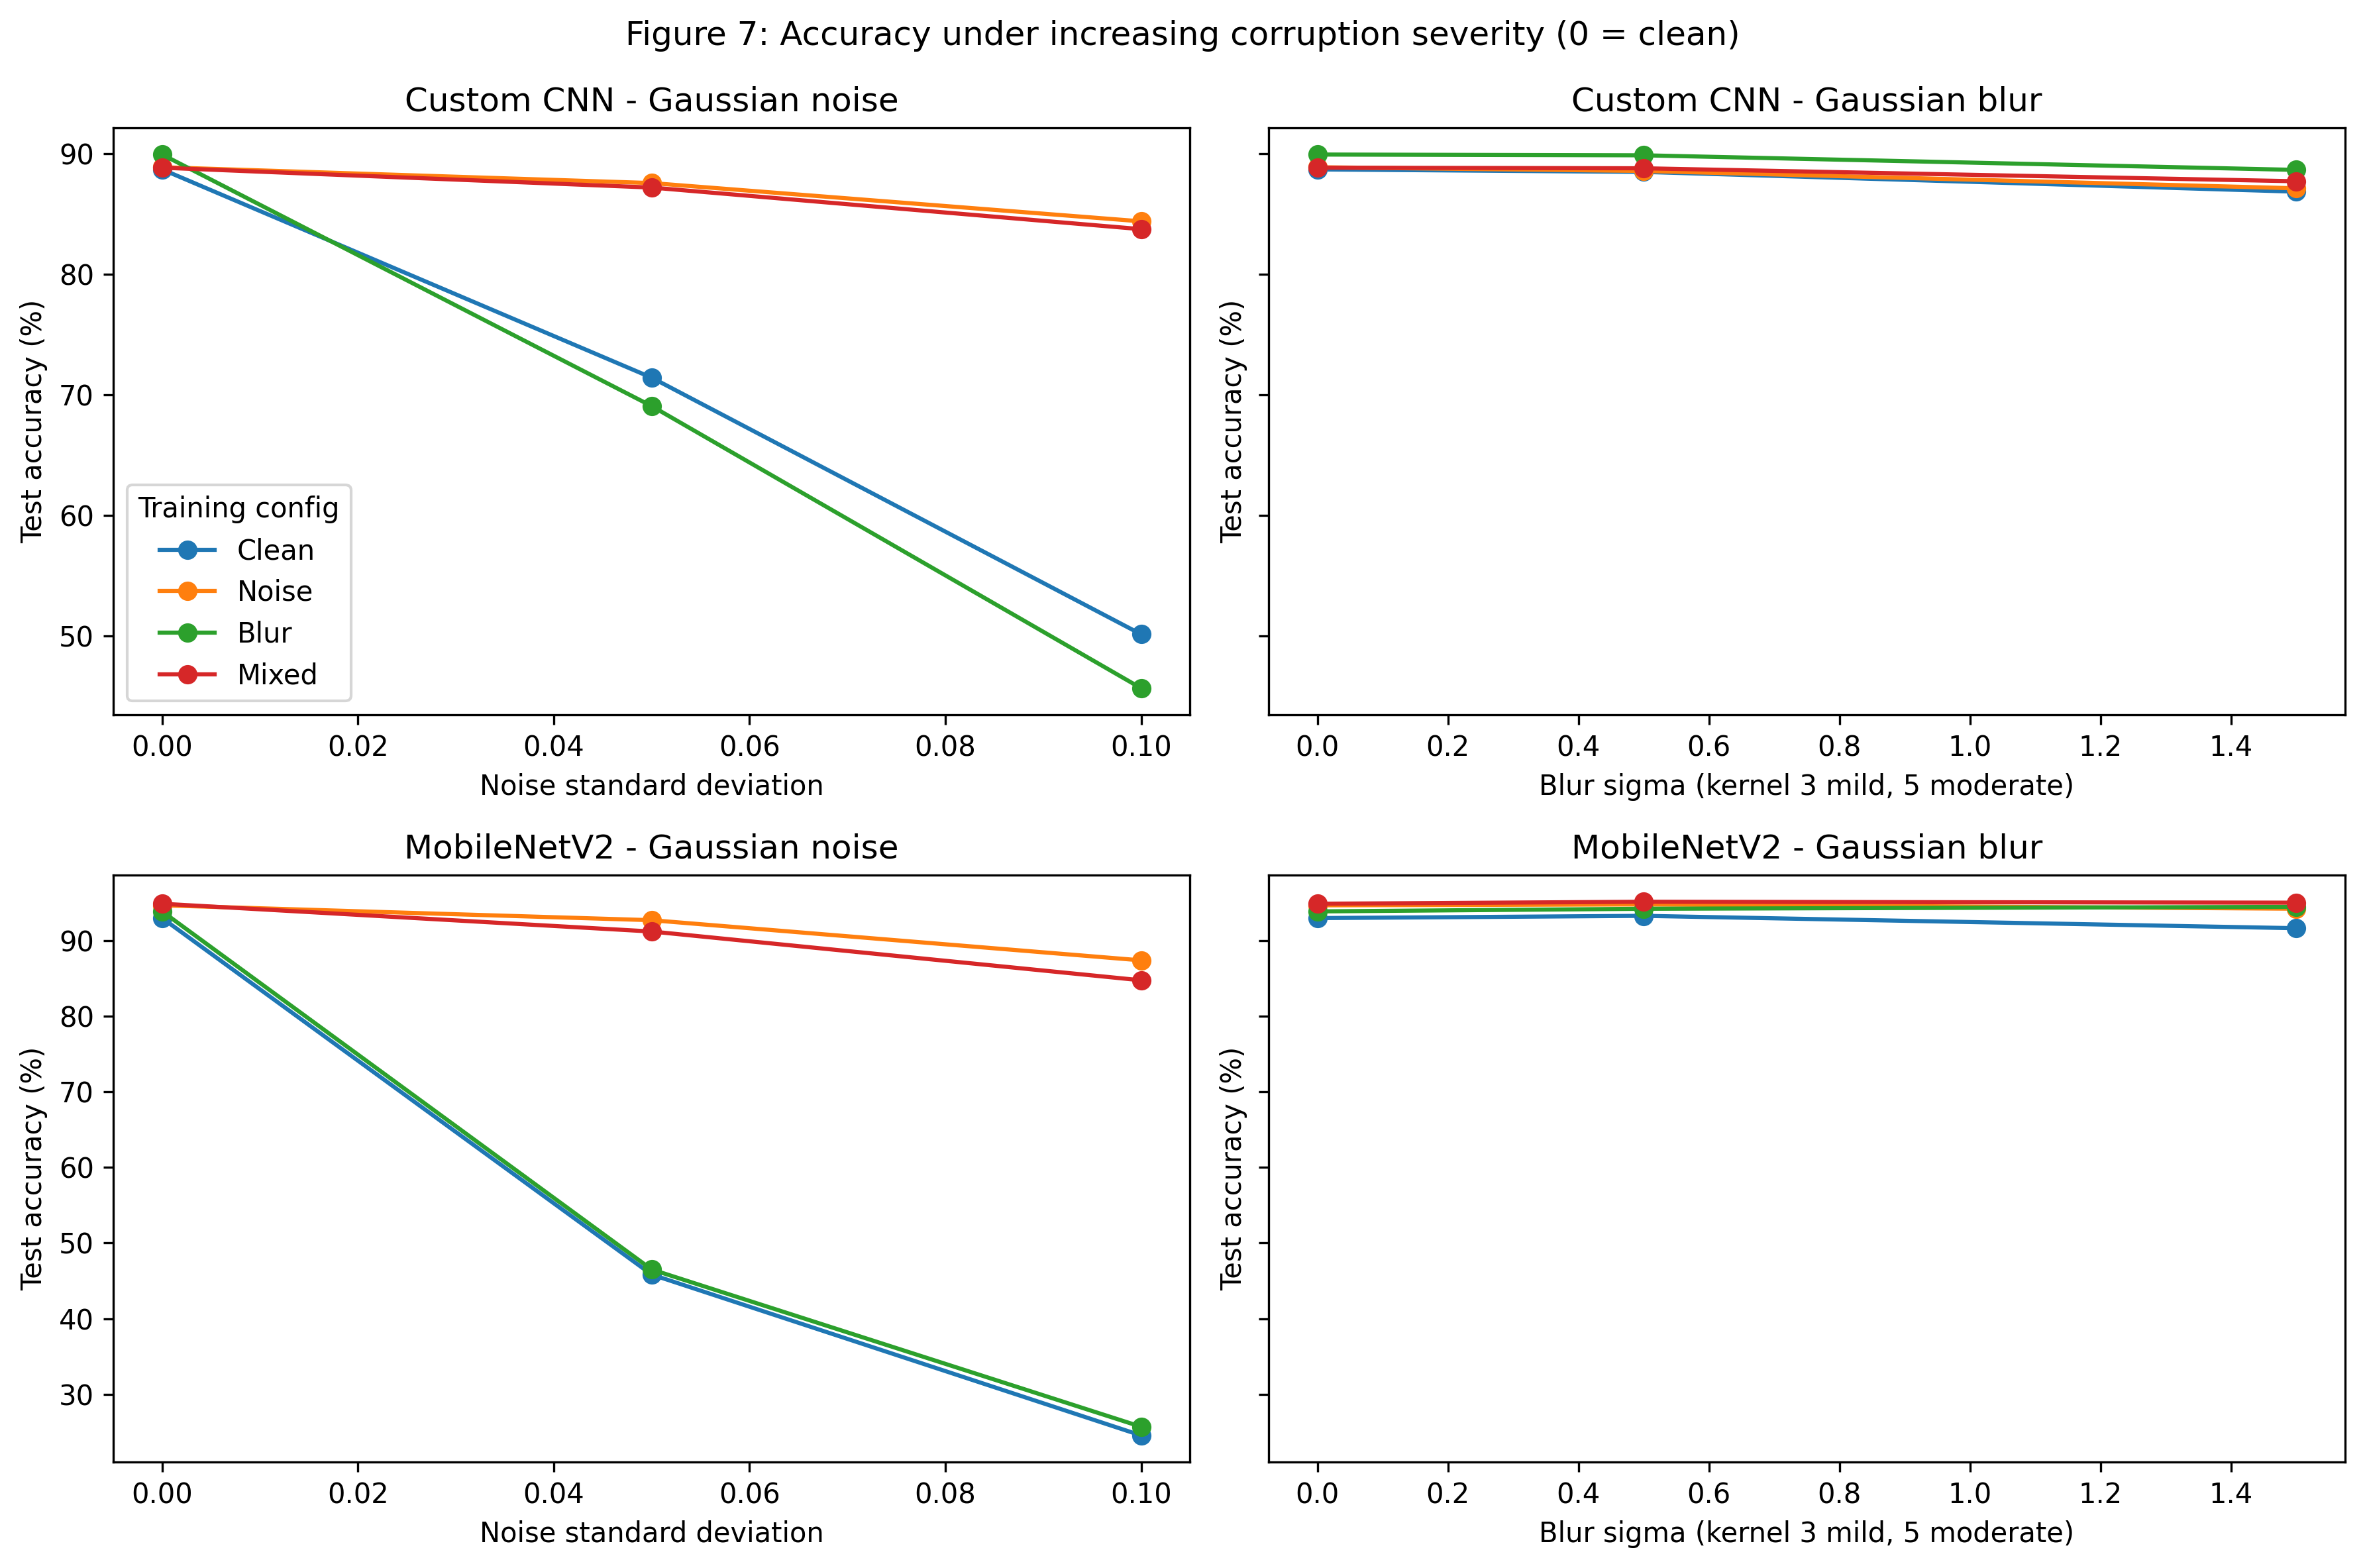 Figure 7: Accuracy under increasing corruption severity (0 = clean)
Custom CNN - Gaussian noise
Test accuracy (%)
90
80
70
60
50
Training config
Clean
Noise
Blur
Mixed
0.00 0.02 0.04 0.06 0.08 0.10
Noise standard deviation
Custom CNN - Gaussian blur
Test accuracy (%)
0.0 0.2 0.4 0.6 0.8 1.0 1.2 1.4
Blur sigma (kernel 3 mild, 5 moderate)
MobileNetV2 - Gaussian noise
Test accuracy (%)
90
80
70
60
50
40
30
0.00 0.02 0.04 0.06 0.08 0.10
Noise standard deviation
MobileNetV2 - Gaussian blur
Test accuracy (%)
0.0 0.2 0.4 0.6 0.8 1.0 1.2 1.4
Blur sigma (kernel 3 mild, 5 moderate)